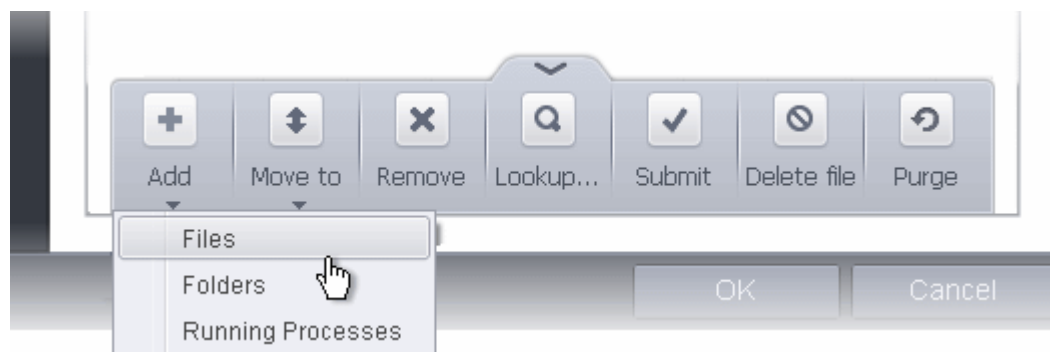 Add Move to Remove Lookup... Submit Delete file Purge
Files
Folders
Running Processes
OK Cancel